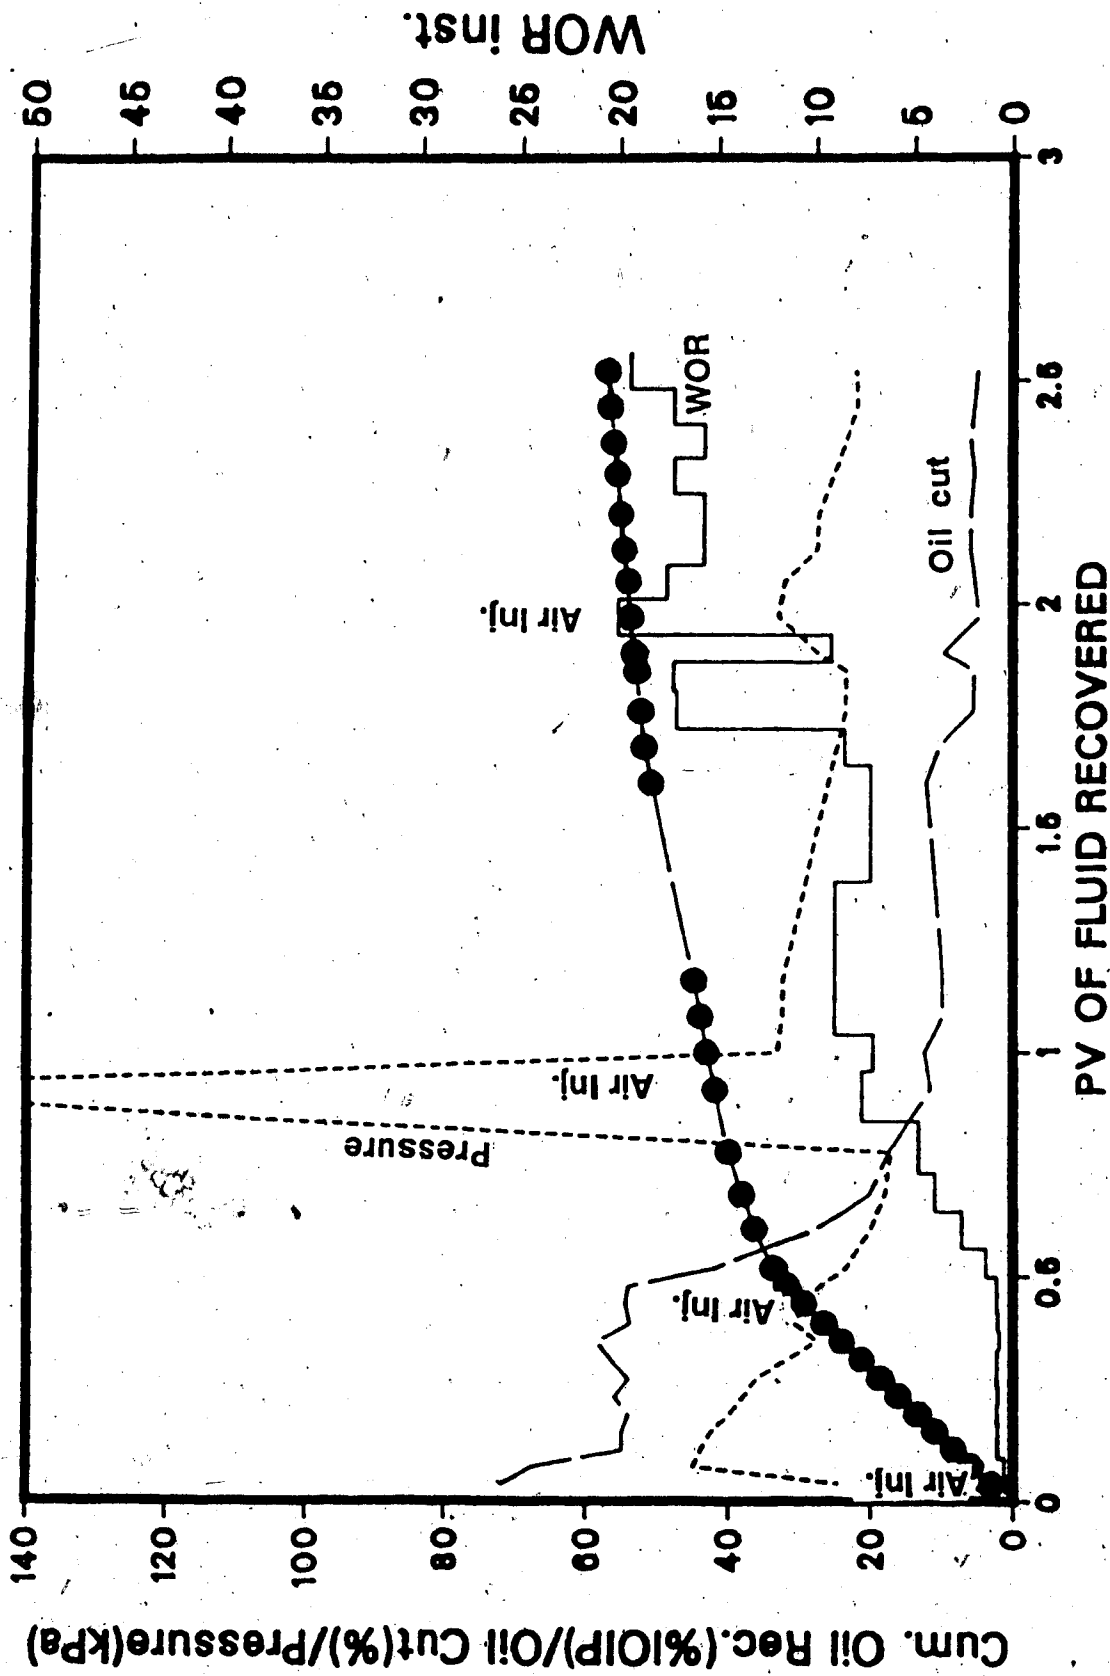 Cum. Oil Rec.(%IOIP)/Oil Cut(%)/Pressure(kPa)
140
120
100
80
60
40
20
0
WOR inst.
50
45
40
35
30
25
20
15
10
5
0
Pressure
Air Inj.
Air Inj.
Air Inj.
Air Inj.
WOR
Oil cut
0
0.5
1
1.5
2
2.5
3
PV OF FLUID RECOVERED